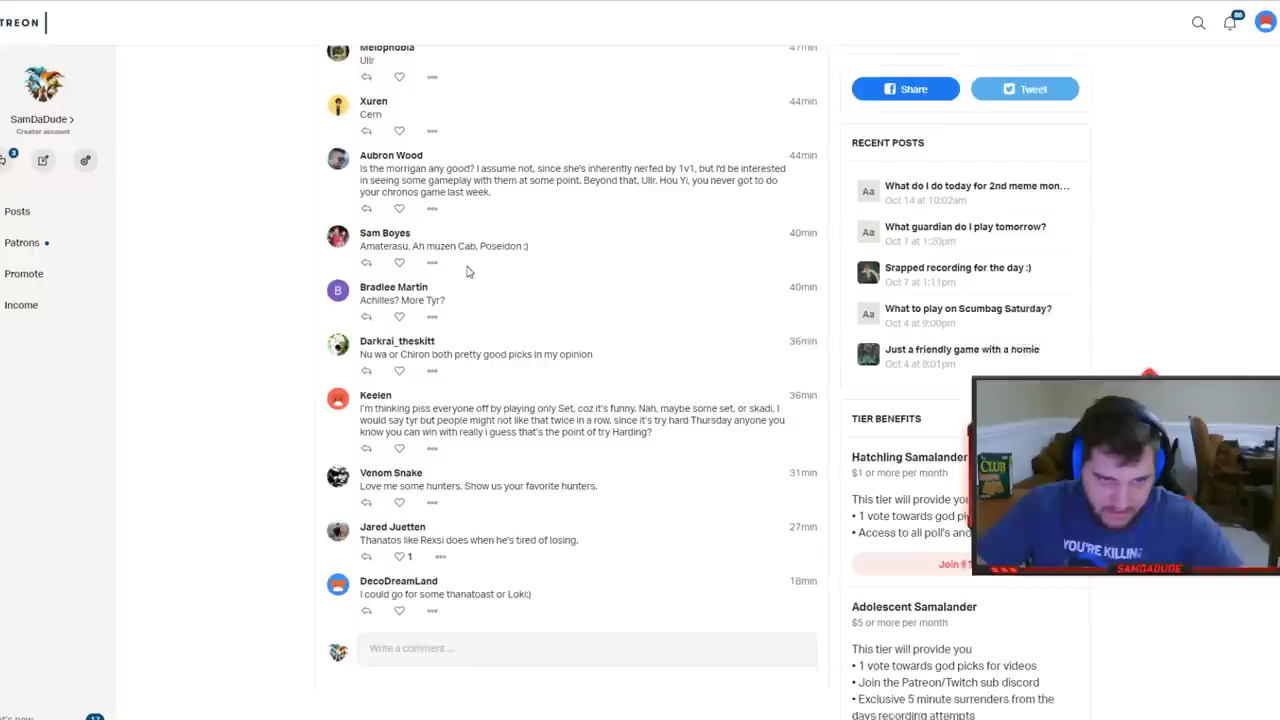 TREON
86
SamDaDude >
Creator account
3
Posts
Patrons
Promote
Income
Melophobia
47min
Ullr
Xuren
44min
Cern
Aubron Wood
44min
Is the morrigan any good? I assume not, since she's inherently nerfed by 1v1, but I'd be interested
in seeing some gameplay with them at some point. Beyond that, Ullr. Hou Yi, you never got to do
your chronos game last week.
Sam Boyes
40min
Amaterasu, Ah muzen Cab, Poseidon :)
B
Bradlee Martin
40min
Achilles? More Tyr?
Darkrai_theskitt
36min
Nu wa or Chiron both pretty good picks in my opinion
Keelen
36min
I'm thinking piss everyone off by playing only Set, coz it's funny. Nah, maybe some set, or skadi, I
would say tyr but people might not like that twice in a row. since it's try hard Thursday anyone you
know you can win with really i guess that's the point of try Harding?
Venom Snake
31min
Love me some hunters. Show us your favorite hunters.
Jared Juetten
27min
Thanatos like Rexsi does when he's tired of losing.
1
DecoDreamLand
18min
I could go for some thanatoast or Loki:)
Write a comment ...
17
Share
Tweet
RECENT POSTS
Aa
What do I do today for 2nd meme mon...
Oct 14 at 10:02am
Aa
What guardian do I play tomorrow?
Oct 7 at 1:20pm
Srapped recording for the day :)
Oct 7 at 1:11pm
Aa
What to play on Scumbag Saturday?
Oct 4 at 9:00pm
Just a friendly game with a homie
Oct 4 at 8:01pm
TIER BENEFITS
Hatchling Samalander
$1 or more per month
This tier will provide you
• 1 vote towards god pi
• Access to all poll's and
Join
Adolescent Samalander
$5 or more per month
This tier will provide you
• 1 vote towards god picks for videos
• Join the Patreon/Twitch sub discord
• Exclusive 5 minute surrenders from the
days recording attempts
CLUB
YOU'RE KILLING
SAMDADUDE